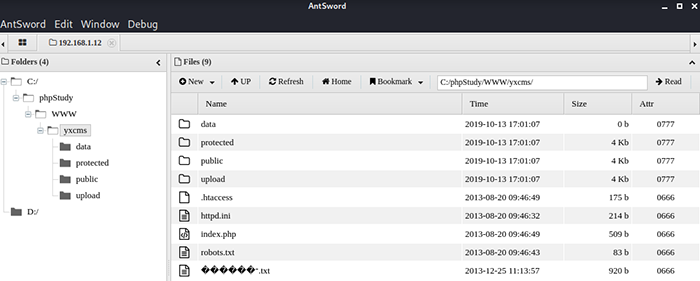 AntSword
AntSword Edit Window Debug
192.168.1.12
Folders (4)
C:/
phpStudy
WWW
yxcms
data
protected
public
upload
D:/
Files (9)
New UP Refresh Home Bookmark C:/phpStudy/WWW/yxcms/ Read
Name Time Size Attr
data 2019-10-13 17:01:07 0 b 0777
protected 2019-10-13 17:01:07 4 Kb 0777
public 2019-10-13 17:01:07 4 Kb 0777
upload 2019-10-13 17:01:07 4 Kb 0777
.htaccess 2013-08-20 09:46:49 175 b 0666
httpd.ini 2013-08-20 09:46:32 214 b 0666
index.php 2013-08-20 09:46:49 509 b 0666
robots.txt 2013-08-20 09:46:43 83 b 0666
������“.txt 2013-12-25 11:13:57 920 b 0666